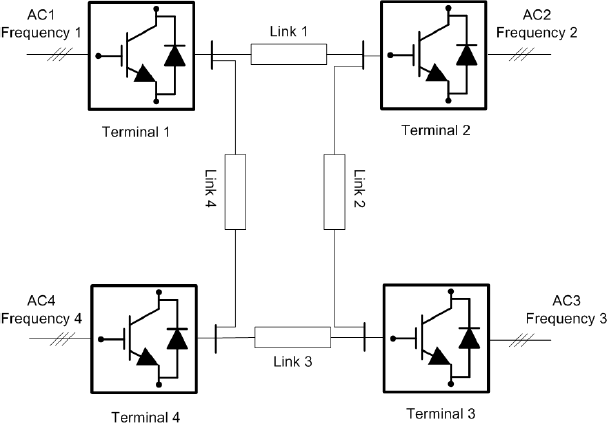 AC1
Frequency 1
Link 1
AC2
Frequency 2
Terminal 1
Terminal 2
Link 4
Link 2
AC4
Frequency 4
AC3
Frequency 3
Link 3
Terminal 4
Terminal 3